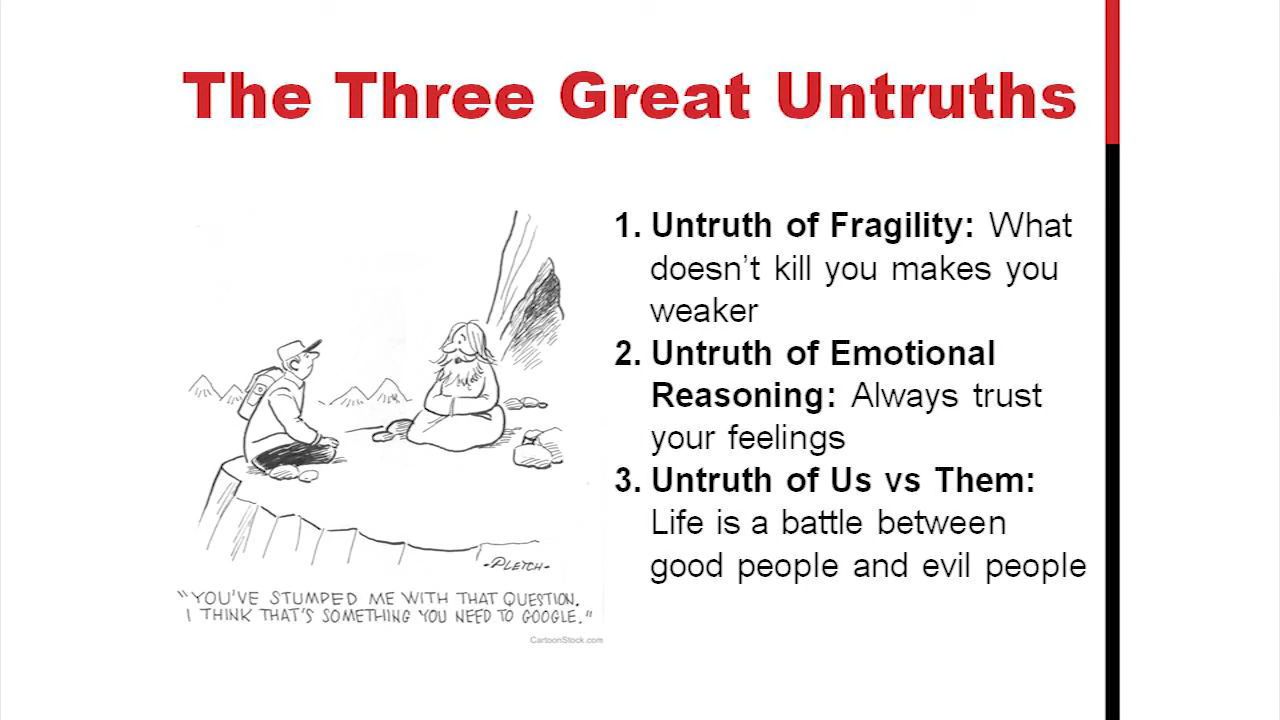 The Three Great Untruths
1. Untruth of Fragility: What
doesn’t kill you makes you
weaker
2. Untruth of Emotional
Reasoning: Always trust
your feelings
3. Untruth of Us vs Them:
Life is a battle between
good people and evil people
-PLETCH-
"YOU'VE STUMPED ME WITH THAT QUESTION.
I THINK THAT'S SOMETHING YOU NEED TO GOOGLE."
CartoonStock.com